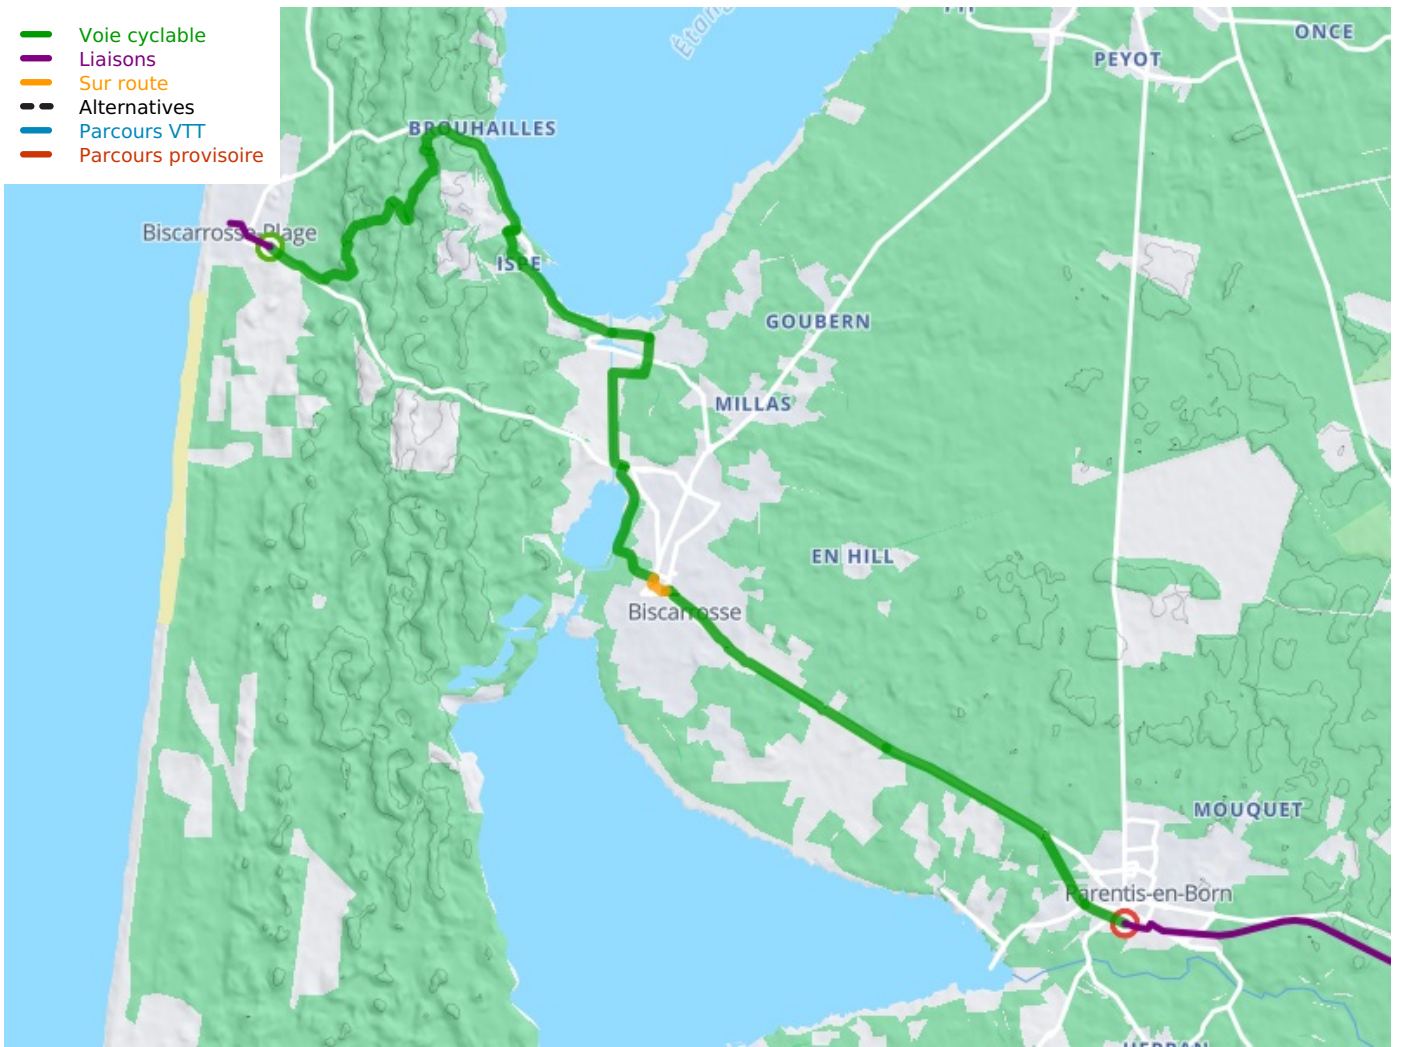 Voie cyclable
Liaisons
Sur route
Alternatives
Parcours VTT
Parcours provisoire
ONCE
PEYOT
Étang
BROUHAILLES
Biscarrosse-Plage
ISPE
GOUBERN
MILLAS
EN HILL
Biscarrosse
MOUQUET
Parentis-en-Born